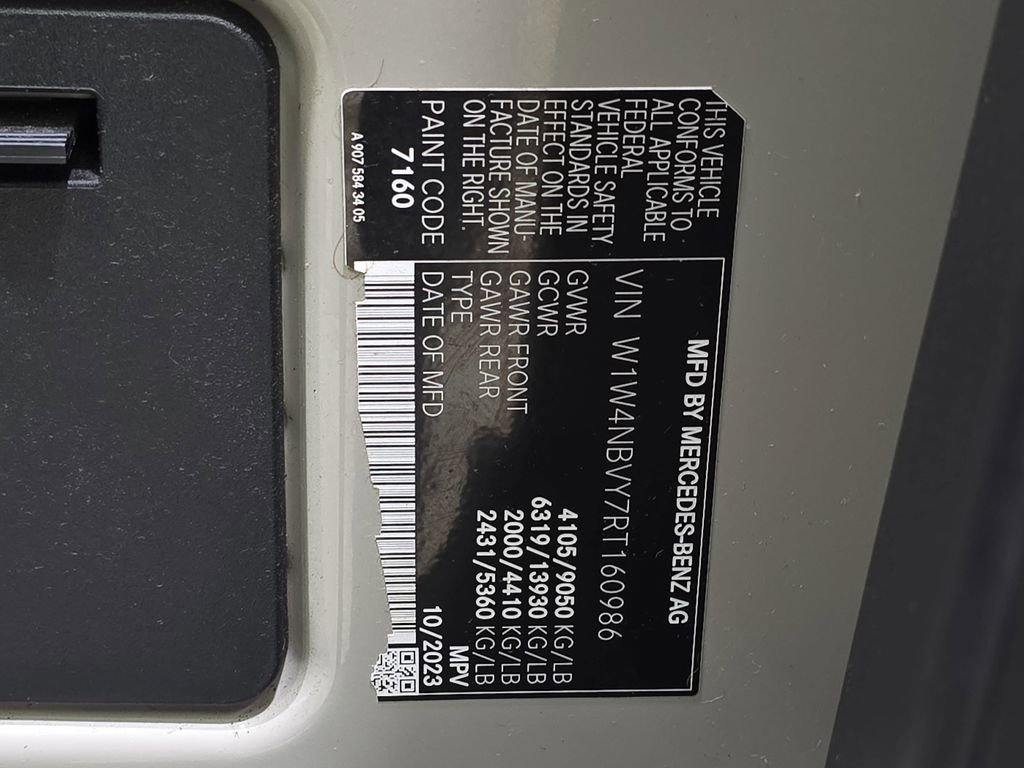 THIS VEHICLE
CONFORMS TO
ALL APPLICABLE
FEDERAL
VEHICLE SAFETY
STANDARDS IN
EFFECT ON THE
DATE OF MANU-
FACTURE SHOWN
ON THE RIGHT.
PAINT CODE
7160
A 907 584 34 05
MFD BY MERCEDES-BENZ AG
VIN W1W4NBVY7RT160986
GVWR 4105/9050 KG/LB
GCWR 6319/13930 KG/LB
GAWR FRONT 2000/4410 KG/LB
GAWR REAR 2431/5360 KG/LB
TYPE MPV
DATE OF MFD 10/2023